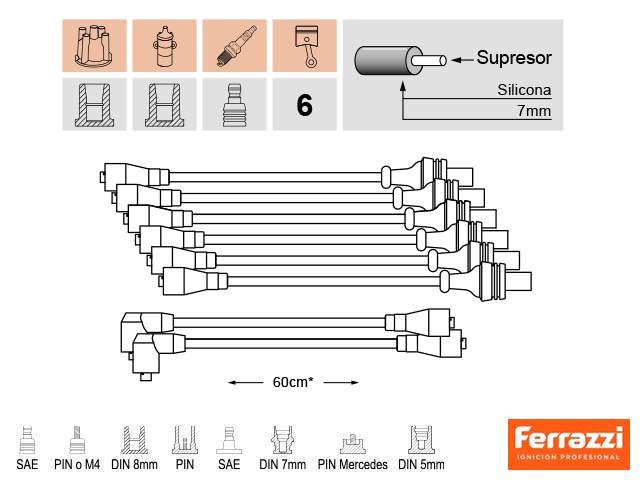 6
Supresor
Silicona
7mm
60cm*
SAE PIN o M4 DIN 8mm PIN SAE DIN 7mm PIN Mercedes DIN 5mm
Ferrazzi
IGNICION PROFESIONAL